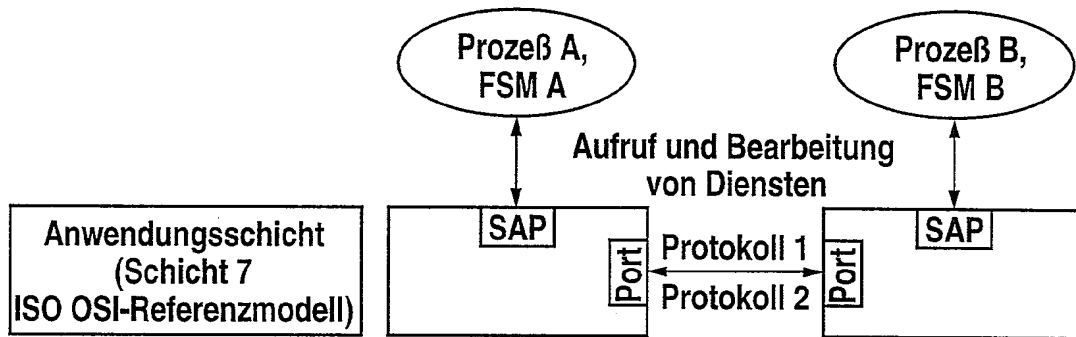 Prozeß A,
FSM A
Prozeß B,
FSM B
Aufruf und Bearbeitung
von Diensten
Anwendungsschicht
(Schicht 7
ISO OSI-Referenzmodell)
SAP
Port
Protokoll 1
Protokoll 2
Port
SAP